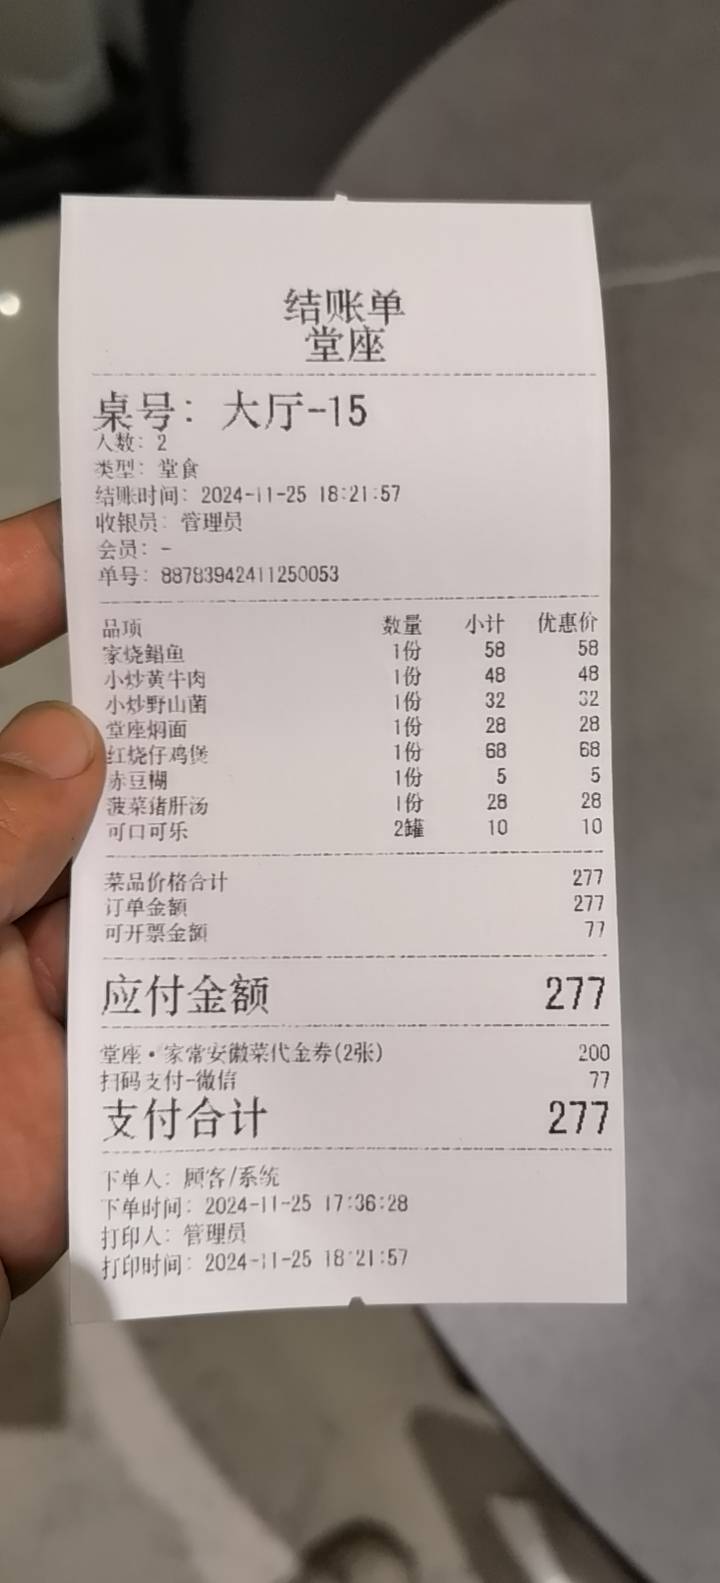 结账单
堂座
桌号：大厅-15
人数：2
类型：堂食
结账时间：2024-11-25 18:21:57
收银员：管理员
会员：-
单号：88783942411250053
品项 数量 小计 优惠价
家烧鲳鱼 1份 58 58
小炒黄牛肉 1份 48 48
小炒野山菌 1份 32 32
堂座焖面 1份 28 28
红烧仔鸡煲 1份 68 68
赤豆糊 1份 5 5
菠菜猪肝汤 1份 28 28
可口可乐 2罐 10 10
菜品价格合计 277
订单金额 277
可开票金额 77
应付金额 277
堂座·家常安徽菜代金券(2张) 200
扫码支付-微信 77
支付合计 277
下单人：顾客/系统
下单时间：2024-11-25 17:36:28
打印人：管理员
打印时间：2024-11-25 18:21:57